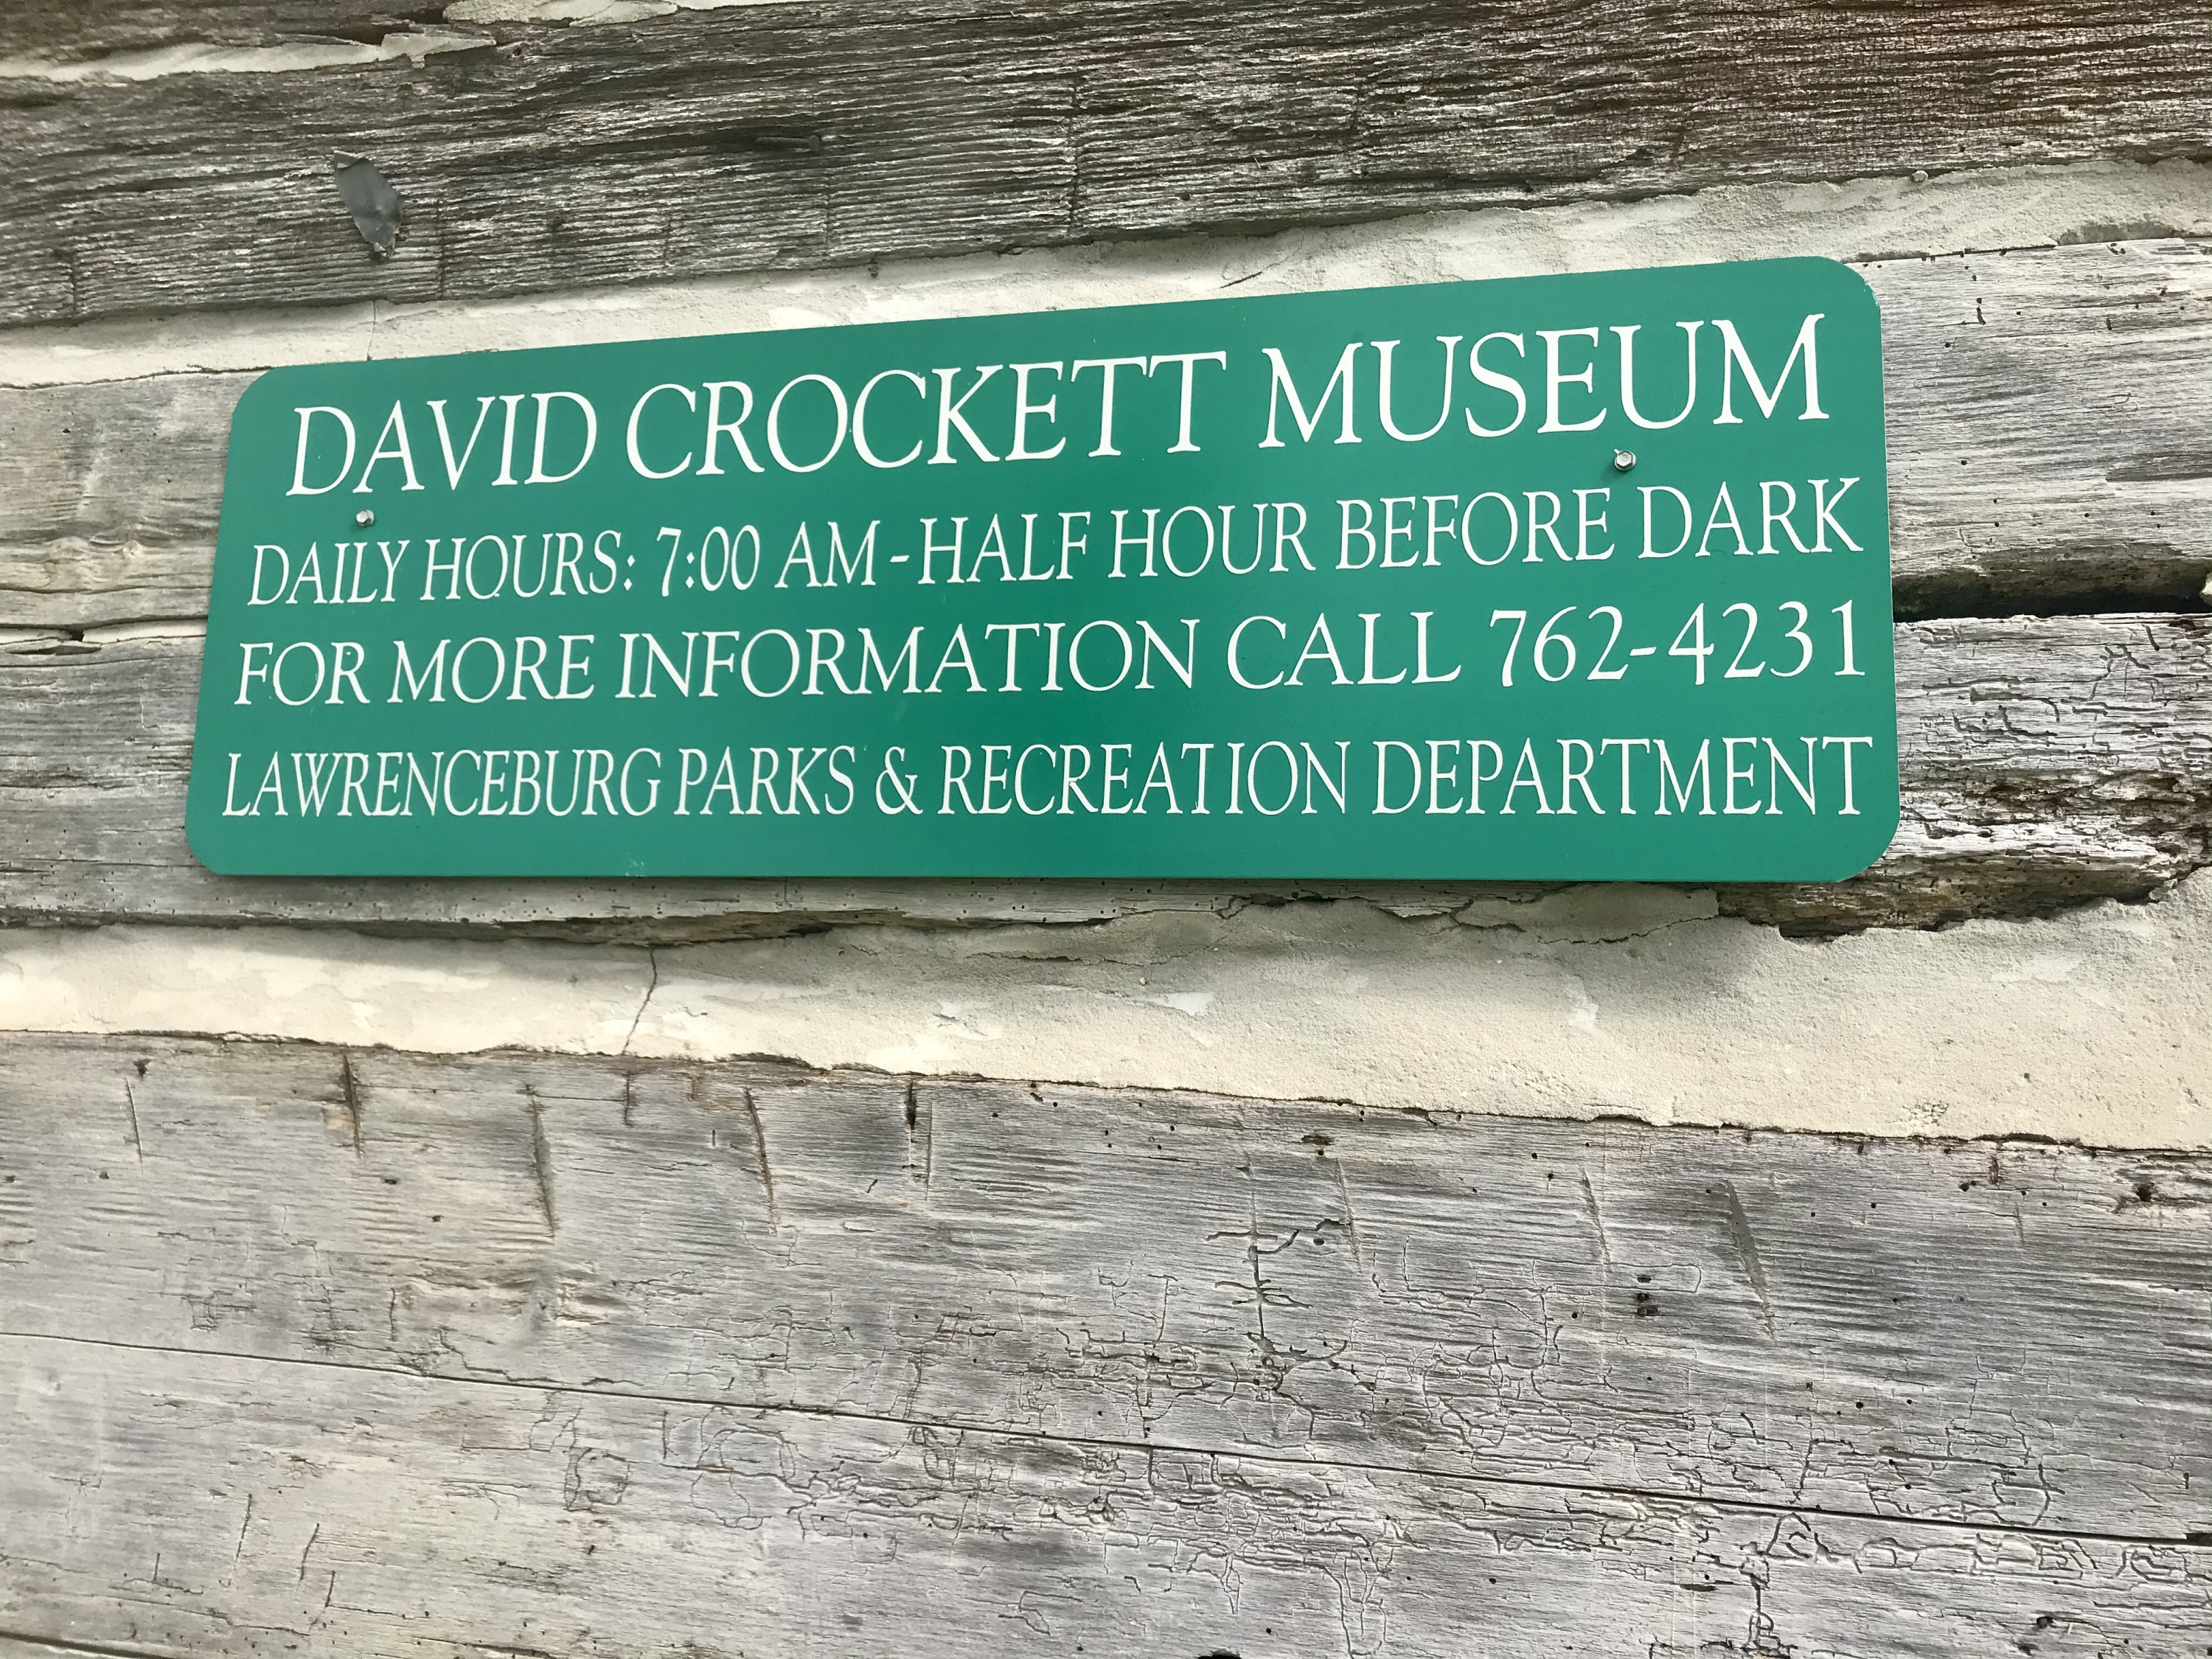 DAVID CROCKETT MUSEUM
DAILY HOURS: 7:00 AM-HALF HOUR BEFORE DARK
FOR MORE INFORMATION CALL 762-4231
LAWRENCEBURG PARKS & RECREATION DEPARTMENT